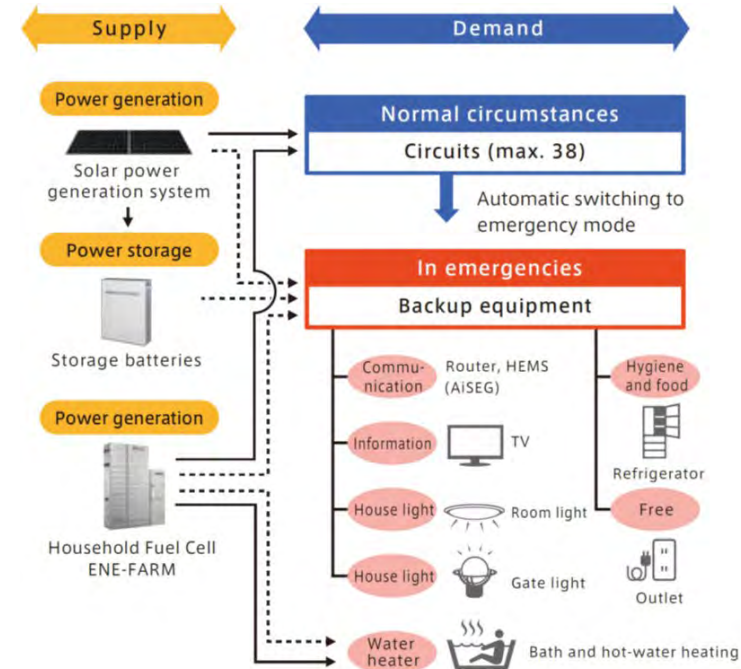 Supply
Demand
Power generation
Solar power
generation system
Power storage
Storage batteries
Power generation
Household Fuel Cell
ENE-FARM
Normal circumstances
Circuits (max. 38)
Automatic switching to
emergency mode
In emergencies
Backup equipment
Commu-
nication
Router, HEMS
(AiSEG)
Information
TV
House light
Room light
House light
Gate light
Hygiene
and food
Refrigerator
Free
Outlet
Water
heater
Bath and hot-water heating